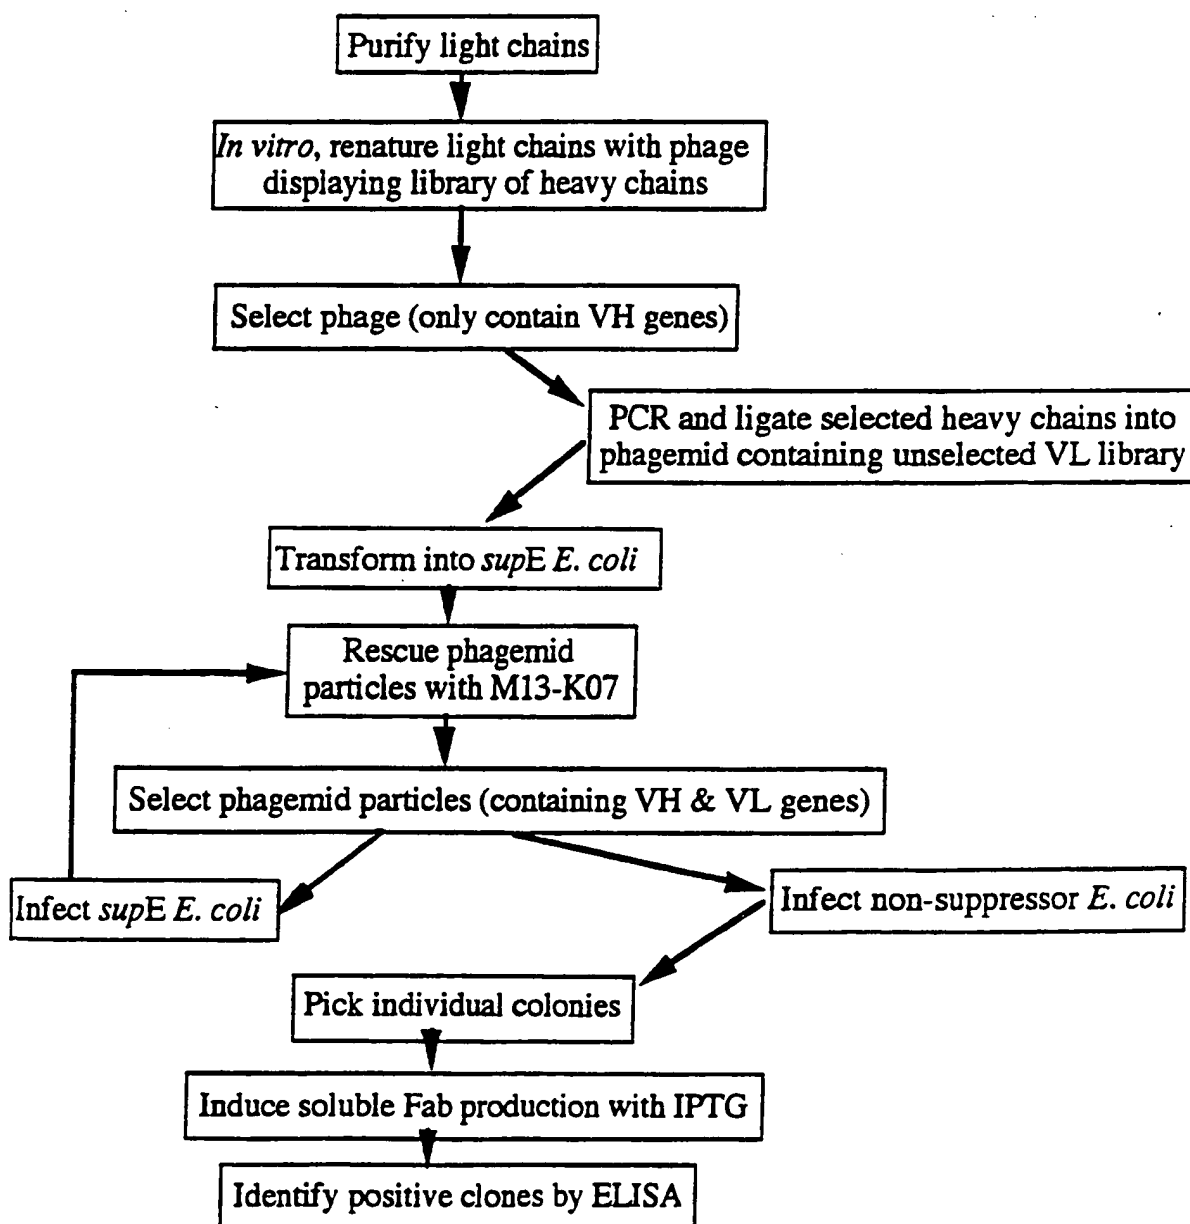 Purify light chains
In vitro, renature light chains with phage
displaying library of heavy chains
Select phage (only contain VH genes)
PCR and ligate selected heavy chains into
phagemid containing unselected VL library
Transform into supE E. coli
Rescue phagemid
particles with M13-K07
Select phagemid particles (containing VH & VL genes)
Infect supE E. coli
Infect non-suppressor E. coli
Pick individual colonies
Induce soluble Fab production with IPTG
Identify positive clones by ELISA